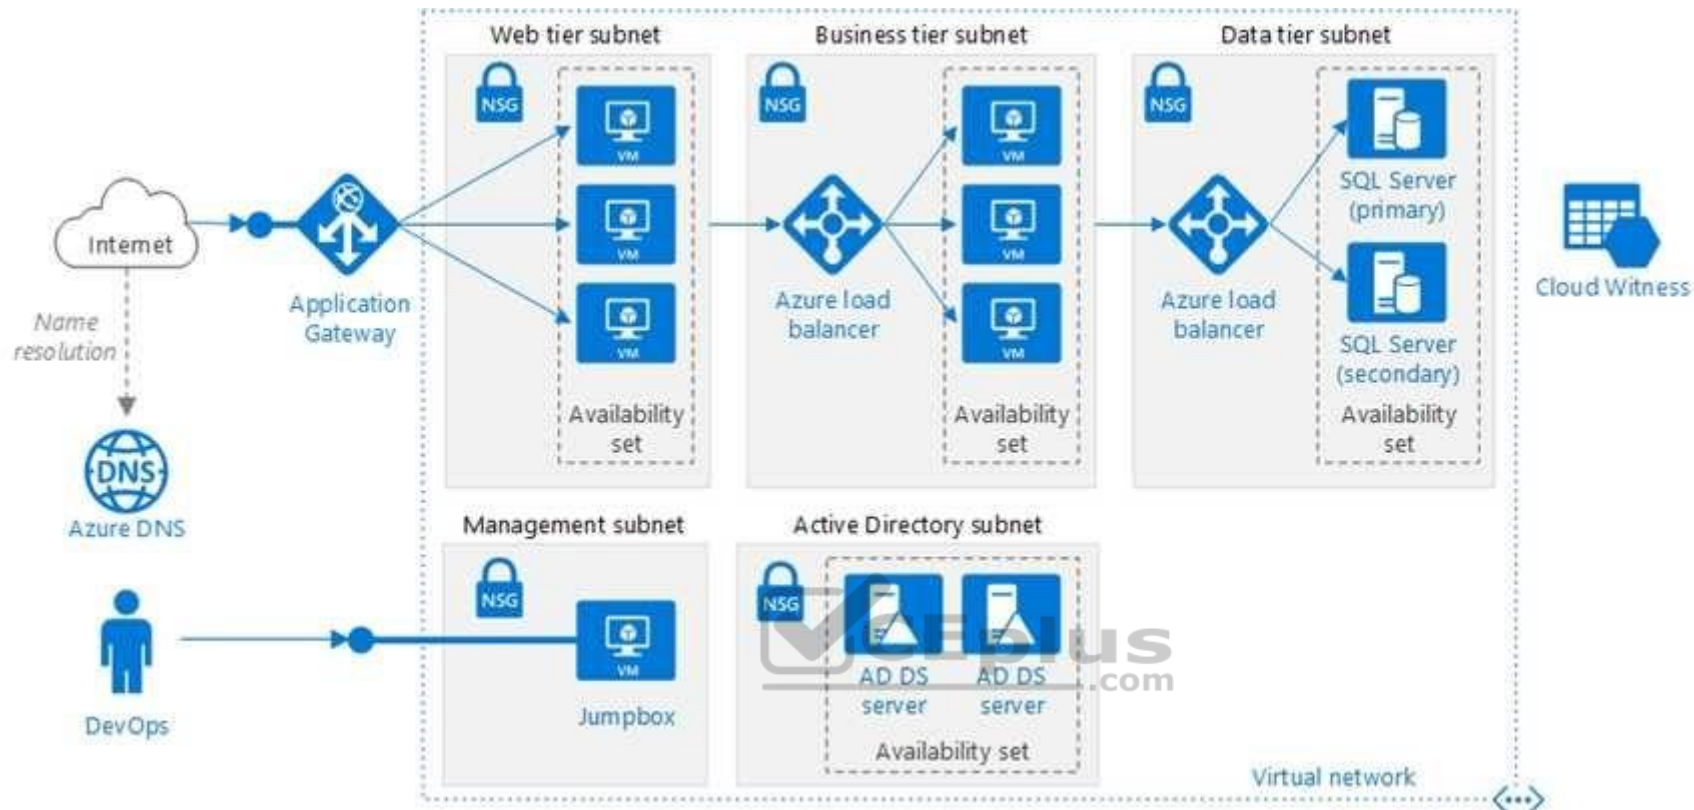 Web tier subnet
Business tier subnet
Data tier subnet
NSG
NSG
NSG
VM
VM
VM
VM
VM
VM
SQL Server
(primary)
SQL Server
(secondary)
Internet
Application
Gateway
Azure load
balancer
Azure load
balancer
Cloud Witness
Name
resolution
Availability
set
Availability
set
Availability
set
DNS
Azure DNS
Management subnet
Active Directory subnet
NSG
NSG
VM
Jumpbox
AD DS
server
AD DS
server
Availability set
DevOps
CEplus
.com
Virtual network